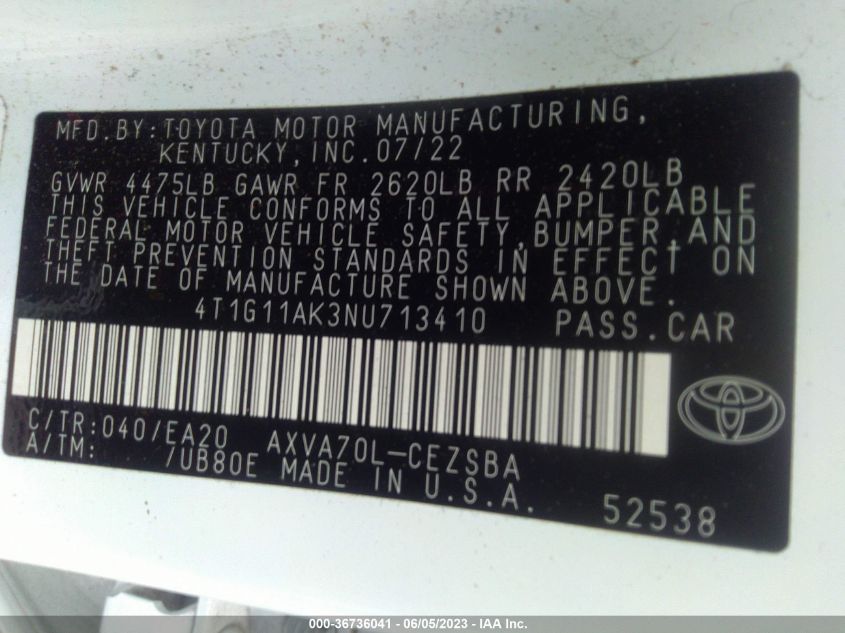 MFD.BY:TOYOTA MOTOR MANUFACTURING,
KENTUCKY,INC.07/22
GVWR 4475LB GAWR FR 2620LB RR 2420LB
THIS VEHICLE CONFORMS TO ALL APPLICABLE
FEDERAL MOTOR VEHICLE SAFETY,BUMPER,AND
THEFT PREVENTION STANDARDS IN EFFECT ON
THE DATE OF MANUFACTURE SHOWN ABOVE.
4T1G11AK3NU713410 PASS.CAR
C/TR:040/EA20 AXVA70L-CEZSBA
A/TM: /UB80E MADE IN U.S.A.
52538
000-36736041 - 06/05/2023 - IAA Inc.